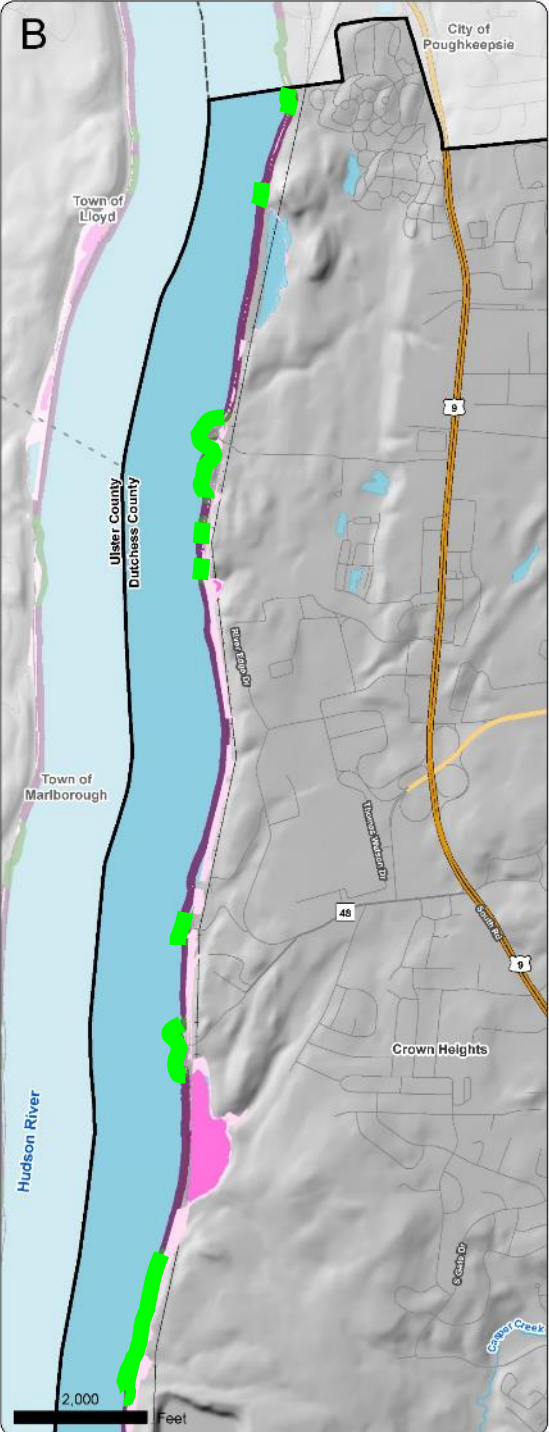 B
City of
Poughkeepsie
Town of
Lloyd
9
Ulster County
Dutchess County
River Edge Dr
Town of
Marlborough
Thomas Watson Dr
48
South Rd
9
Crown Heights
Hudson River
S Gate Dr
Casper Creek
2,000
Feet